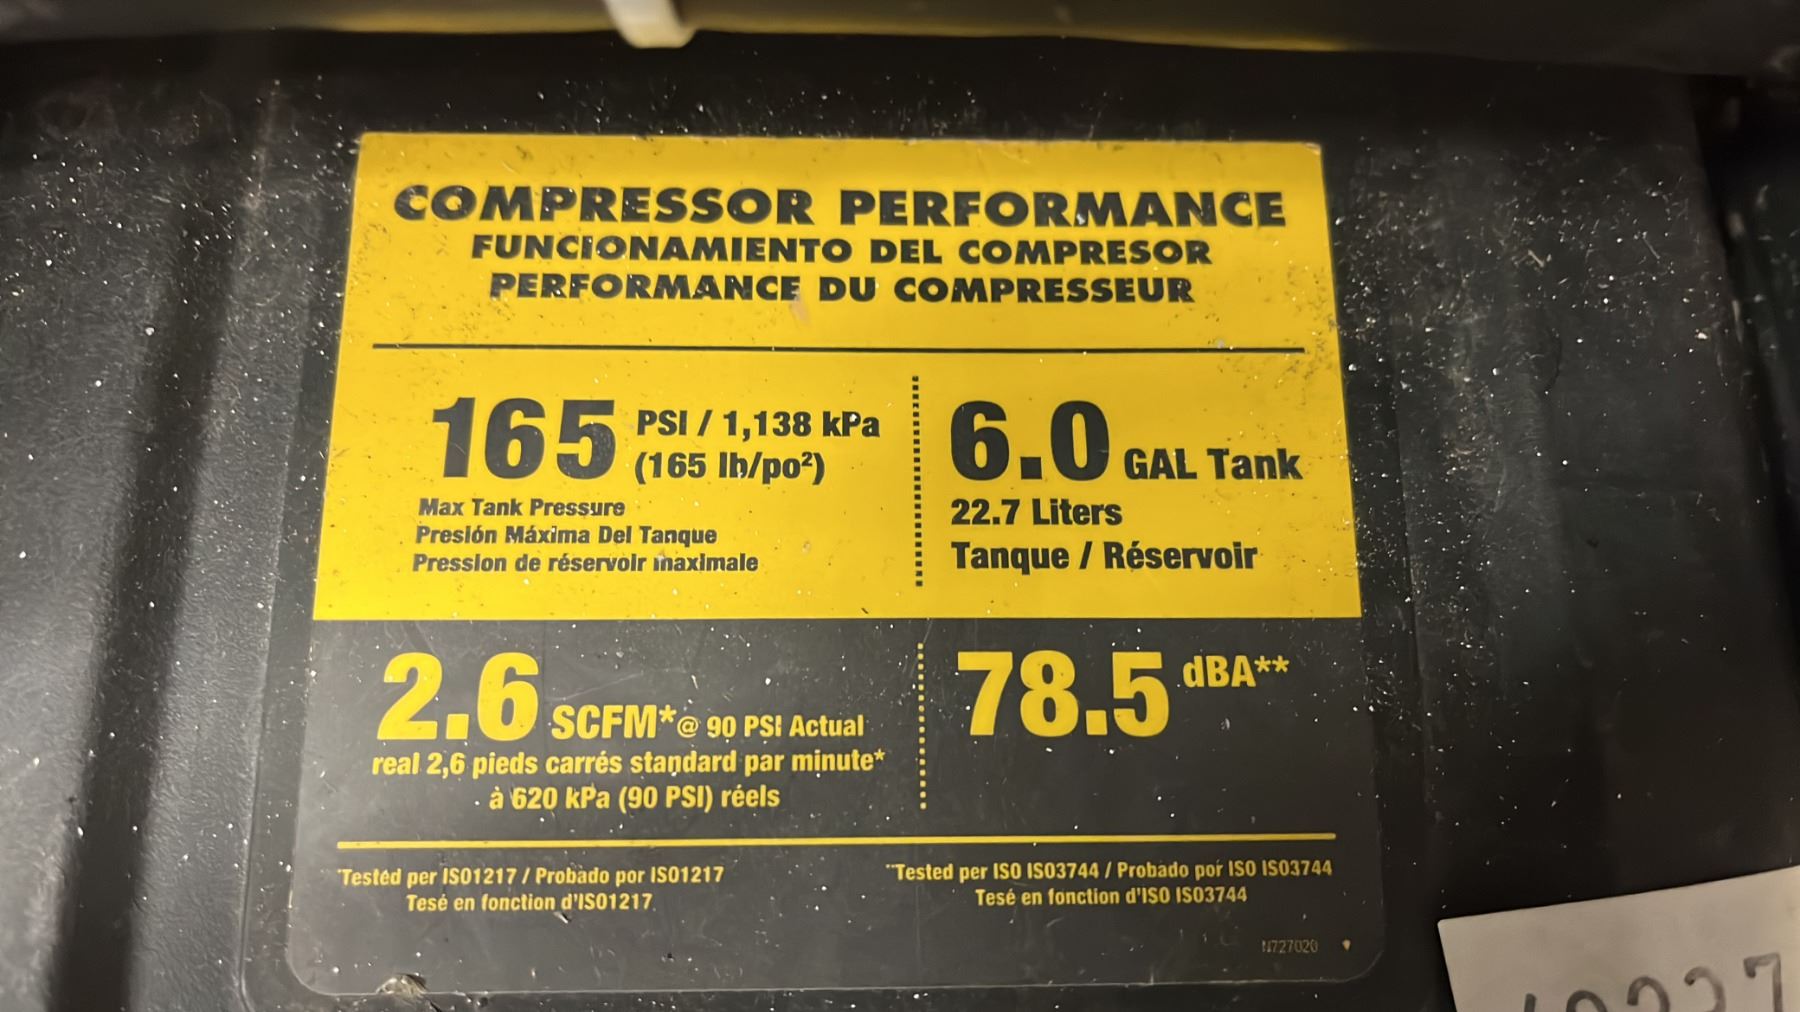 COMPRESSOR PERFORMANCE
FUNCIONAMIENTO DEL COMPRESOR
PERFORMANCE DU COMPRESSEUR
165 PSI / 1,138 kPa
(165 lb/po²)
Max Tank Pressure
Presión Máxima Del Tanque
Pression de réservoir maximale
6.0 GAL Tank
22.7 Liters
Tanque / Réservoir
2.6 SCFM*@ 90 PSI Actual
real 2,6 pieds carrés standard par minute*
à 620 kPa (90 PSI) réels
78.5 dBA**
*Tested per ISO1217 / Probado por ISO1217
Tesé en fonction d'ISO1217
**Tested per ISO ISO3744 / Probado por ISO ISO3744
Tesé en fonction d'ISO ISO3744
N727020